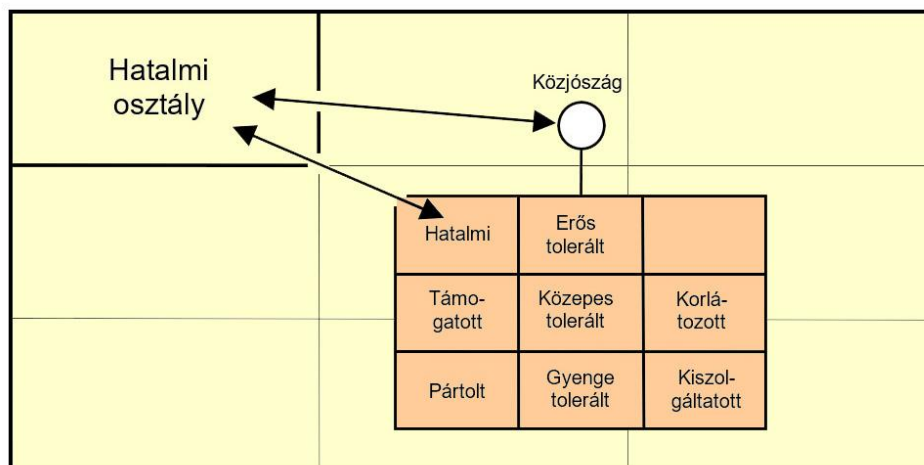 Hatalmi
osztály
Közjószág
Hatalmi
Erős
tolerált
Támo-
gatott
Közepes
tolerált
Korlá-
tozott
Pártolt
Gyenge
tolerált
Kiszol-
gáltatott